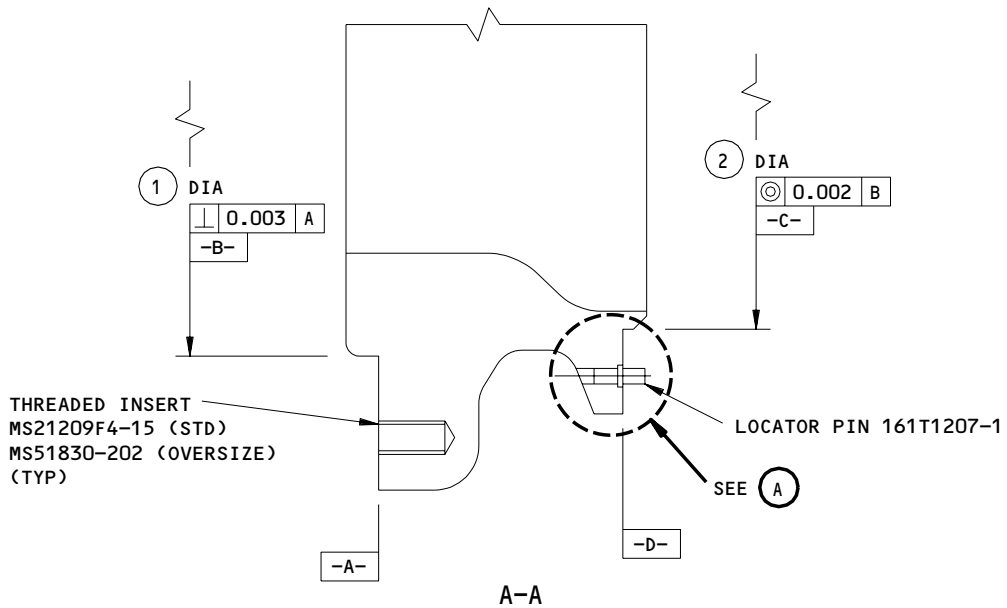 1 DIA
⊥ 0.003 A
-B-
2 DIA
◎ 0.002 B
-C-
THREADED INSERT
MS21209F4-15 (STD)
MS51830-202 (OVERSIZE)
(TYP)
LOCATOR PIN 161T1207-1
SEE A
-A-
-D-
A-A